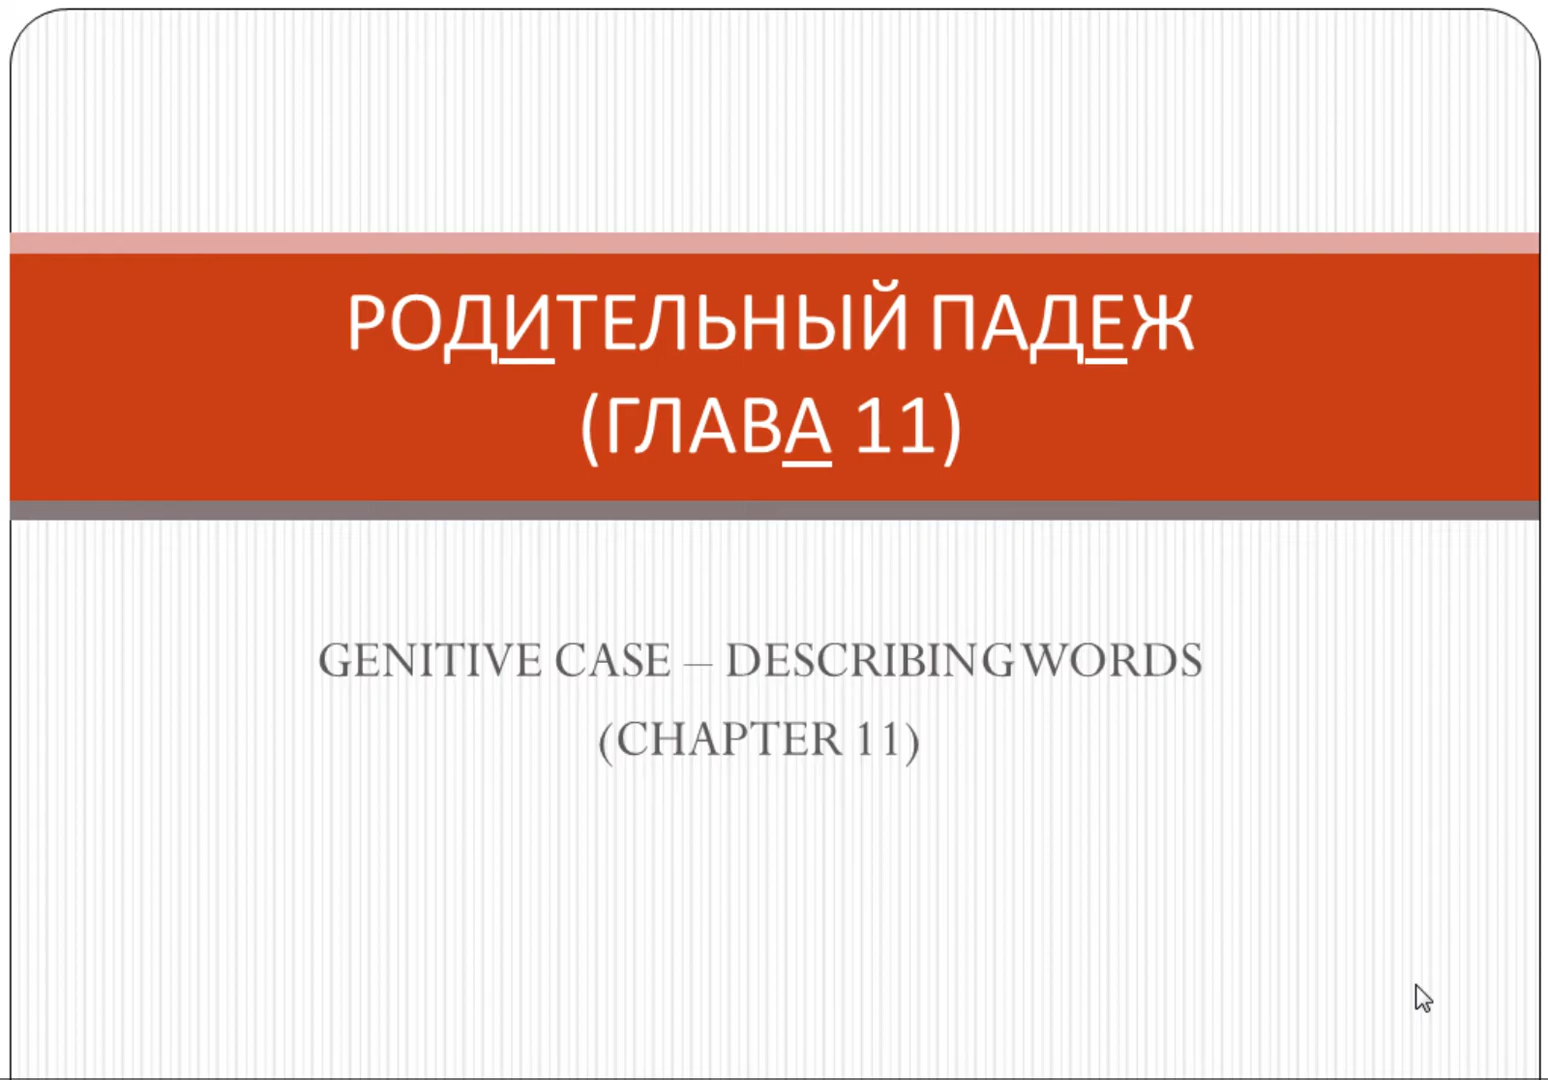 РОДИТЕЛЬНЫЙ ПАДЕЖ
(ГЛАВА 11)
GENITIVE CASE – DESCRIBING WORDS
(CHAPTER 11)